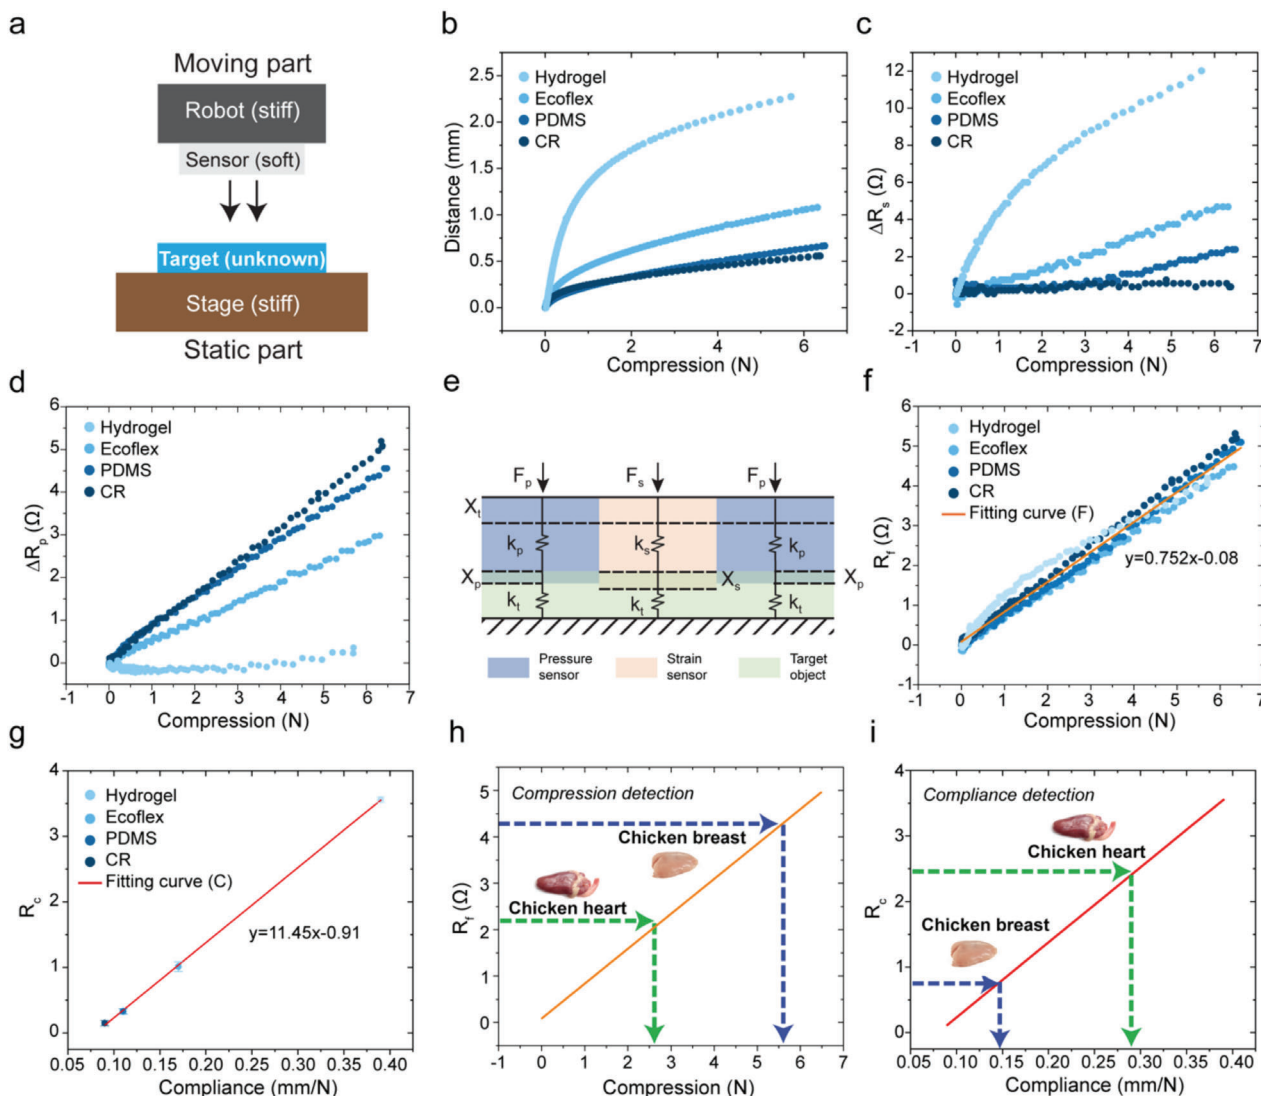 a
Moving part
Robot (stiff)
Sensor (soft)
Target (unknown)
Stage (stiff)
Static part
b
Distance (mm)
2.5
2.0
1.5
1.0
0.5
0.0
Hydrogel
Ecoflex
PDMS
CR
0 2 4 6
Compression (N)
c
ΔRs (Ω)
12
10
8
6
4
2
0
-2
Hydrogel
Ecoflex
PDMS
CR
-1 0 1 2 3 4 5 6 7
Compression (N)
d
ΔRp (Ω)
6
5
4
3
2
1
0
-1
Hydrogel
Ecoflex
PDMS
CR
-1 0 1 2 3 4 5 6 7
Compression (N)
e
Fp Fs Fp
Xt
kp ks kp
Xp Xs Xp
kt kt kt
Pressure sensor
Strain sensor
Target object
f
Rf (Ω)
6
5
4
3
2
1
0
-1
Hydrogel
Ecoflex
PDMS
CR
Fitting curve (F)
y=0.752x-0.08
-1 0 1 2 3 4 5 6 7
Compression (N)
g
Rc
4
3
2
1
0
Hydrogel
Ecoflex
PDMS
CR
Fitting curve (C)
y=11.45x-0.91
0.05 0.10 0.15 0.20 0.25 0.30 0.35 0.40
Compliance (mm/N)
h
Rf (Ω)
5
4
3
2
1
0
Compression detection
Chicken breast
Chicken heart
-1 0 1 2 3 4 5 6 7
Compression (N)
i
Rc
4
3
2
1
0
Compliance detection
Chicken heart
Chicken breast
0.05 0.10 0.15 0.20 0.25 0.30 0.35 0.40
Compliance (mm/N)